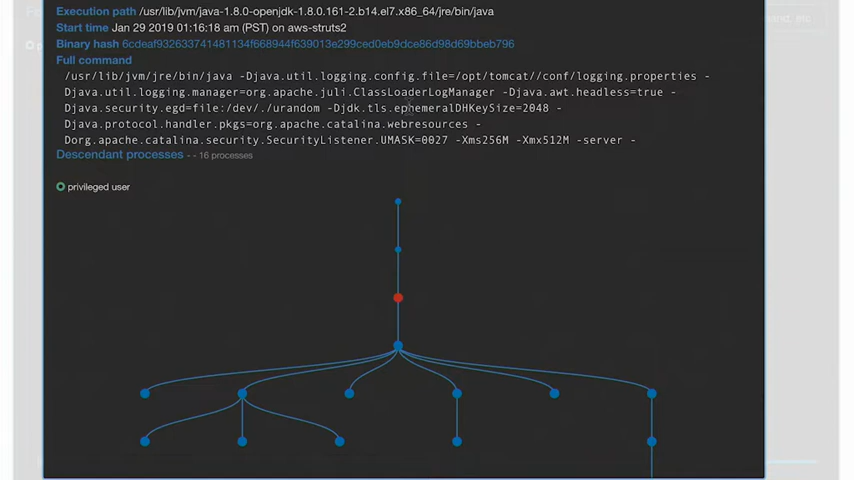 Execution path /usr/lib/jvm/java-1.8.0-openjdk-1.8.0.161-2.b14.el7.x86_64/jre/bin/java
Start time Jan 29 2019 01:16:18 am (PST) on aws-struts2
Binary hash 6cdeaf932633741481134f668944f639013e299ced0eb9dce86d98d69bbeb796
Full command
/usr/lib/jvm/jre/bin/java -Djava.util.logging.config.file=/opt/tomcat//conf/logging.properties -
Djava.util.logging.manager=org.apache.juli.ClassLoaderLogManager -Djava.awt.headless=true -
Djava.security.egd=file:/dev/./urandom -Djdk.tls.ephemeralDHKeySize=2048 -
Djava.protocol.handler.pkgs=org.apache.catalina.webresources -
Dorg.apache.catalina.security.SecurityListener.UMASK=0027 -Xms256M -Xmx512M -server -
Descendant processes - - 16 processes
privileged user